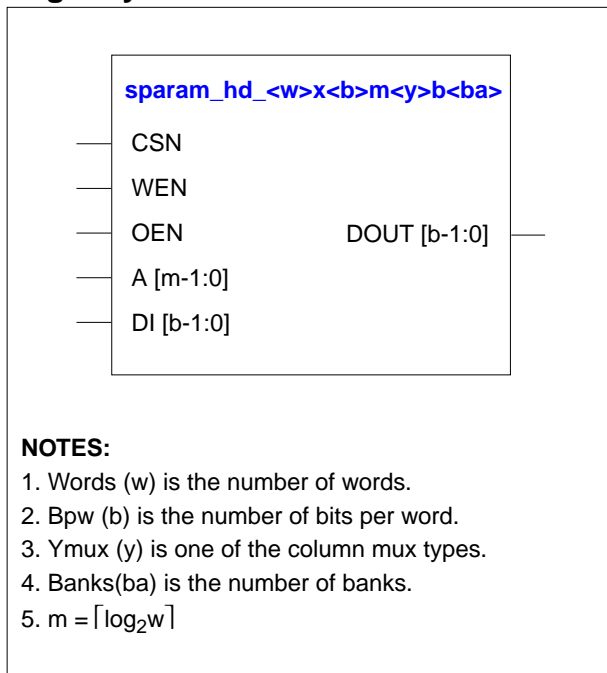 sparam_hd_<w>x<b>m<y>b<ba>
CSN
WEN
OEN DOUT [b-1:0]
A [m-1:0]
DI [b-1:0]
NOTES:
1. Words (w) is the number of words.
2. Bpw (b) is the number of bits per word.
3. Ymux (y) is one of the column mux types.
4. Banks(ba) is the number of banks.
5. m = ⌈log₂w⌉